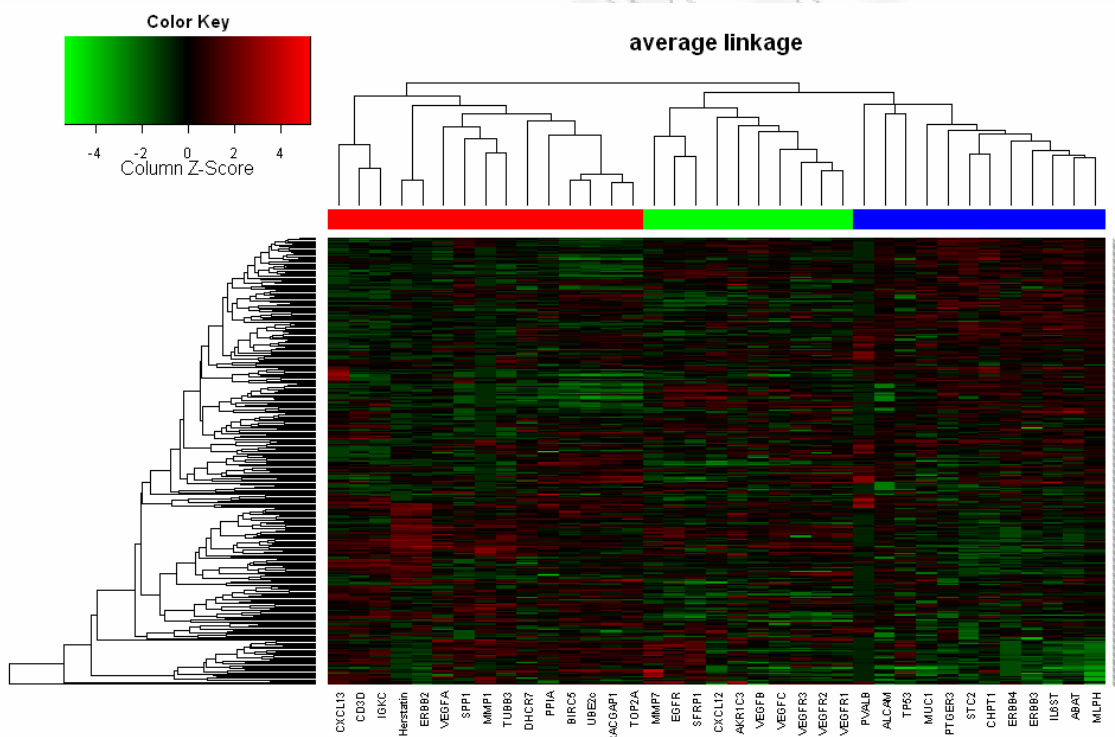 Color Key
average linkage
-4 -2 0 2 4
Column Z-Score
CXCL13
CD3D
IGKC
Herstatin
ERBB2
VEGFA
SPP1
MMP1
TUBB3
DHCR7
PPIA
BIRC5
UBE2c
ACGAP1
TOP2A
MMP7
EGFR
SFRP1
CXCL12
AKR1C3
VEGFB
VEGFC
VEGFR3
VEGFR2
VEGFR1
PVALB
ALCAM
TP53
MUC1
PTGER3
STC2
CHPT1
ERBB4
ERBB3
IL6ST
ABAT
MLPH